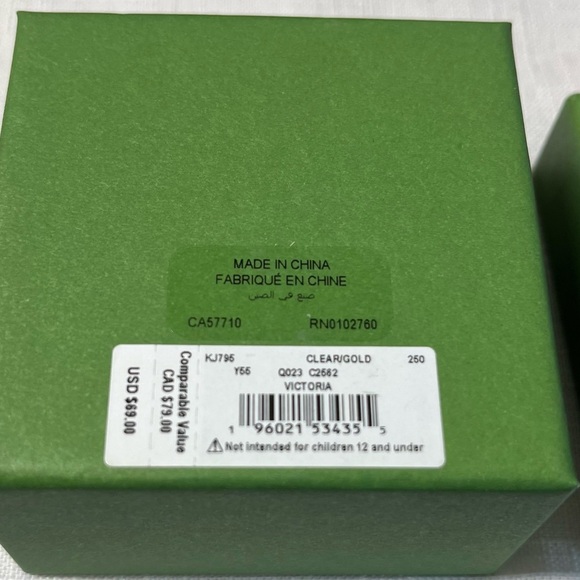 MADE IN CHINA
FABRIQUÉ EN CHINE
صنع في الصين
CA57710 RN0102760
KJ795 CLEAR/GOLD 250
Y55 Q023 C2562
VICTORIA
1 96021 53435 5
Not intended for children 12 and under
Comparable Value
CAD $79.00
USD $69.00